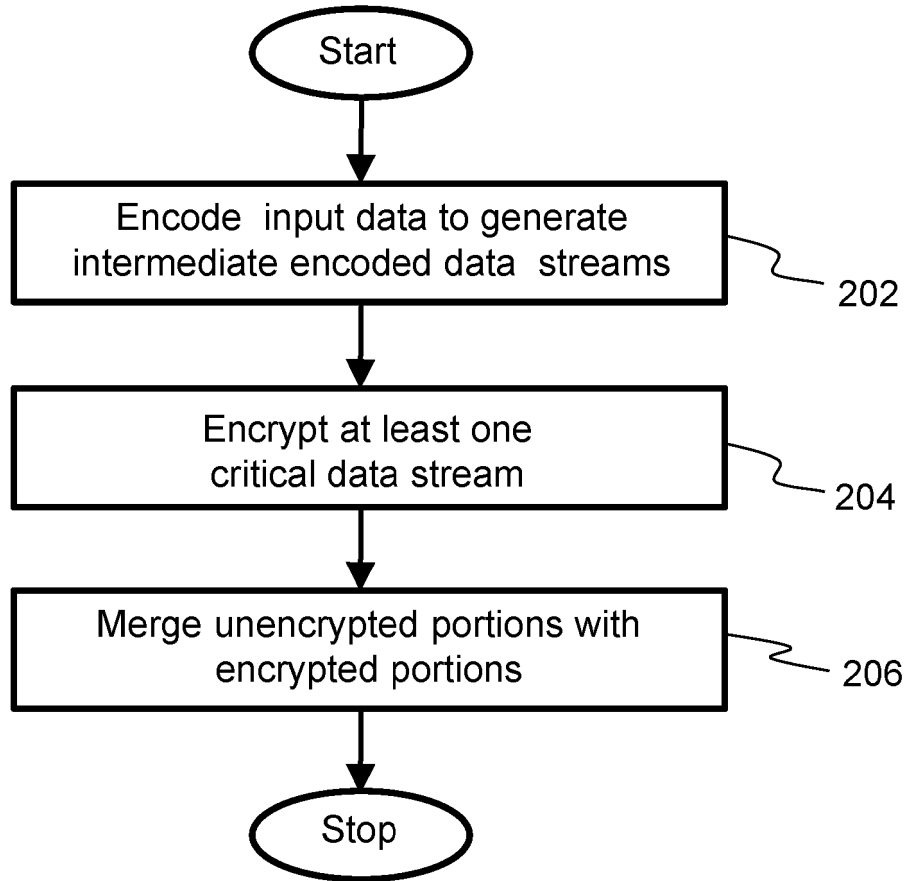 Start
Encode input data to generate
intermediate encoded data streams
202
Encrypt at least one
critical data stream
204
Merge unencrypted portions with
encrypted portions
206
Stop